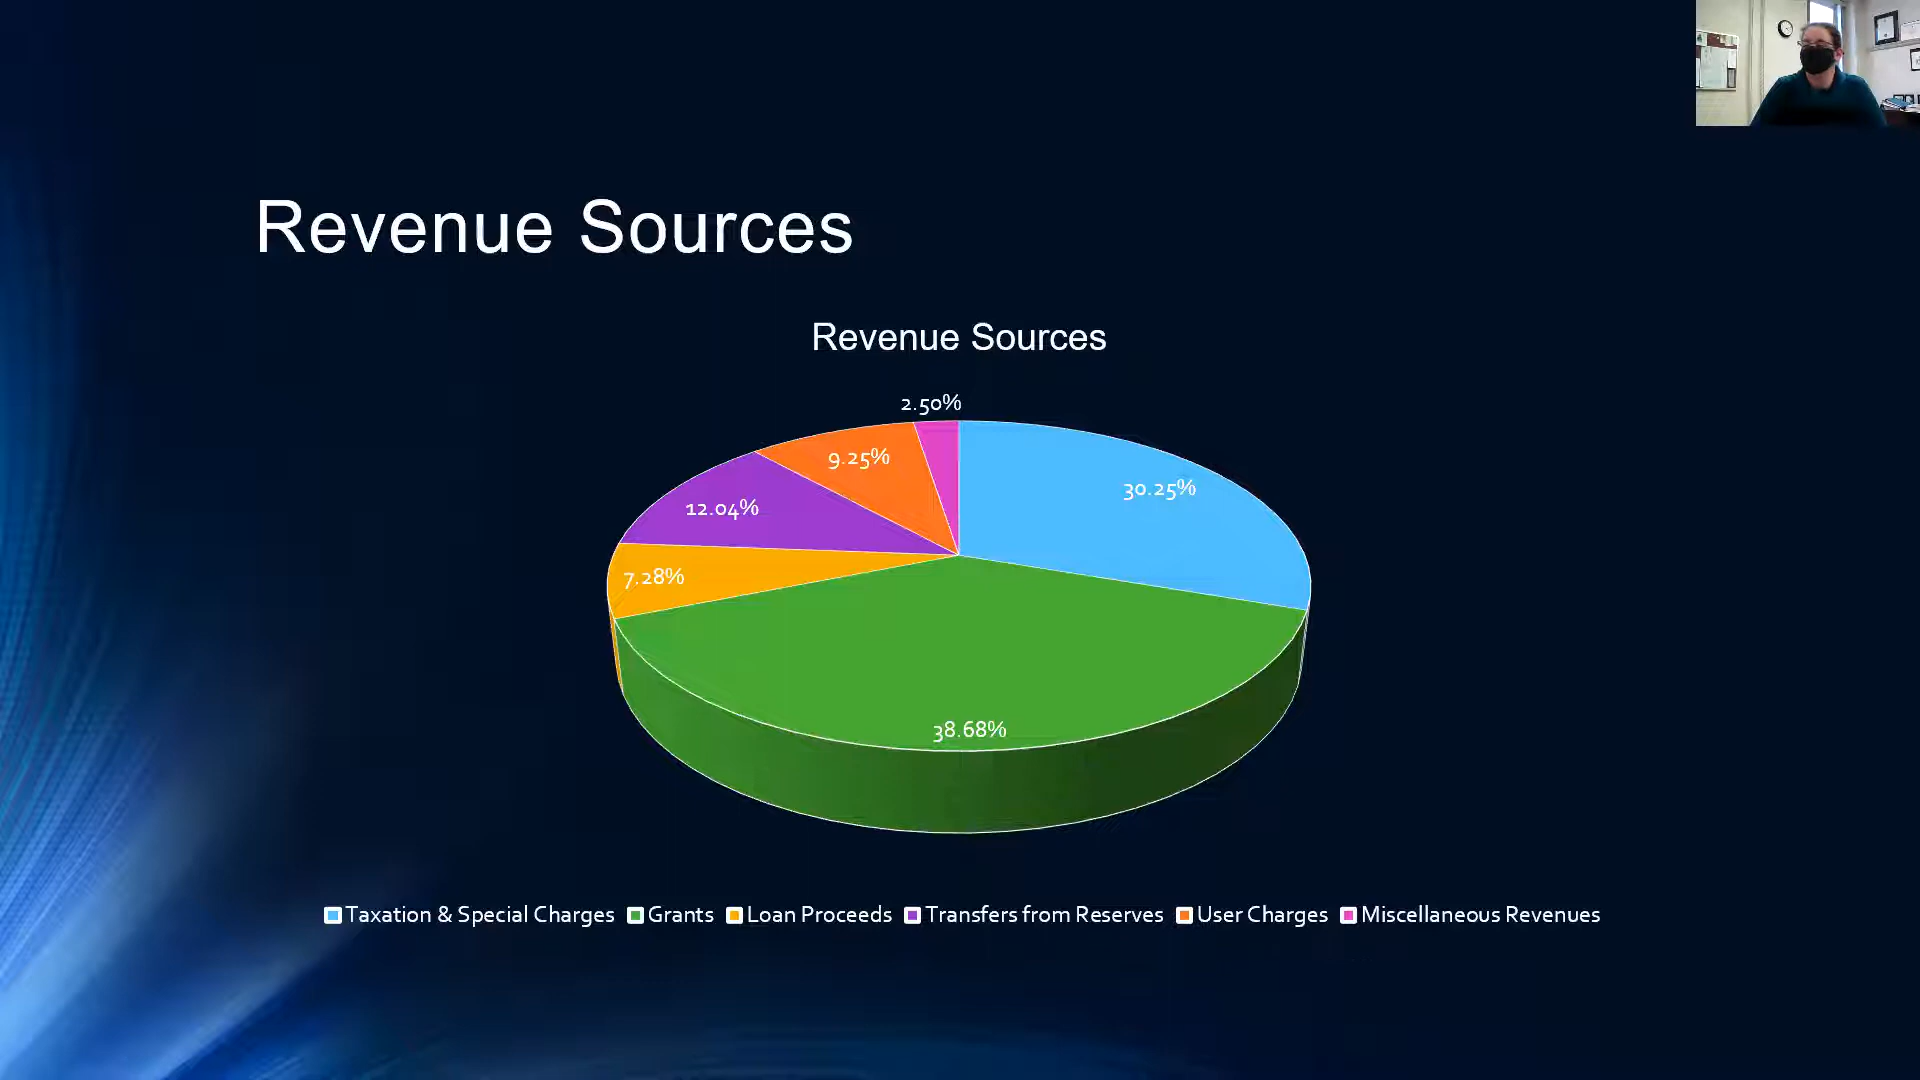 Revenue Sources
Revenue Sources
2.50%
9.25%
30.25%
12.04%
7.28%
38.68%
Taxation & Special Charges Grants Loan Proceeds Transfers from Reserves User Charges Miscellaneous Revenues